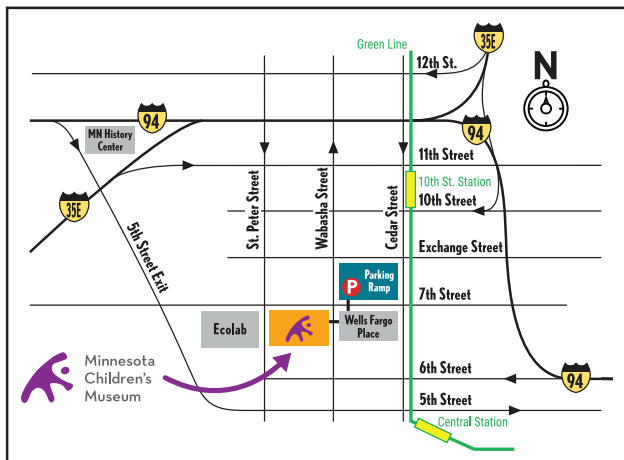 Green Line
35E
12th St.
N
94
MN History
Center
94
11th Street
10th St. Station
35E
10th Street
St. Peter Street
Wabasha Street
Cedar Street
5th Street Exit
Exchange Street
P
Parking
Ramp
7th Street
Ecolab
Wells Fargo
Place
Minnesota
Children's
Museum
6th Street
94
5th Street
Central Station